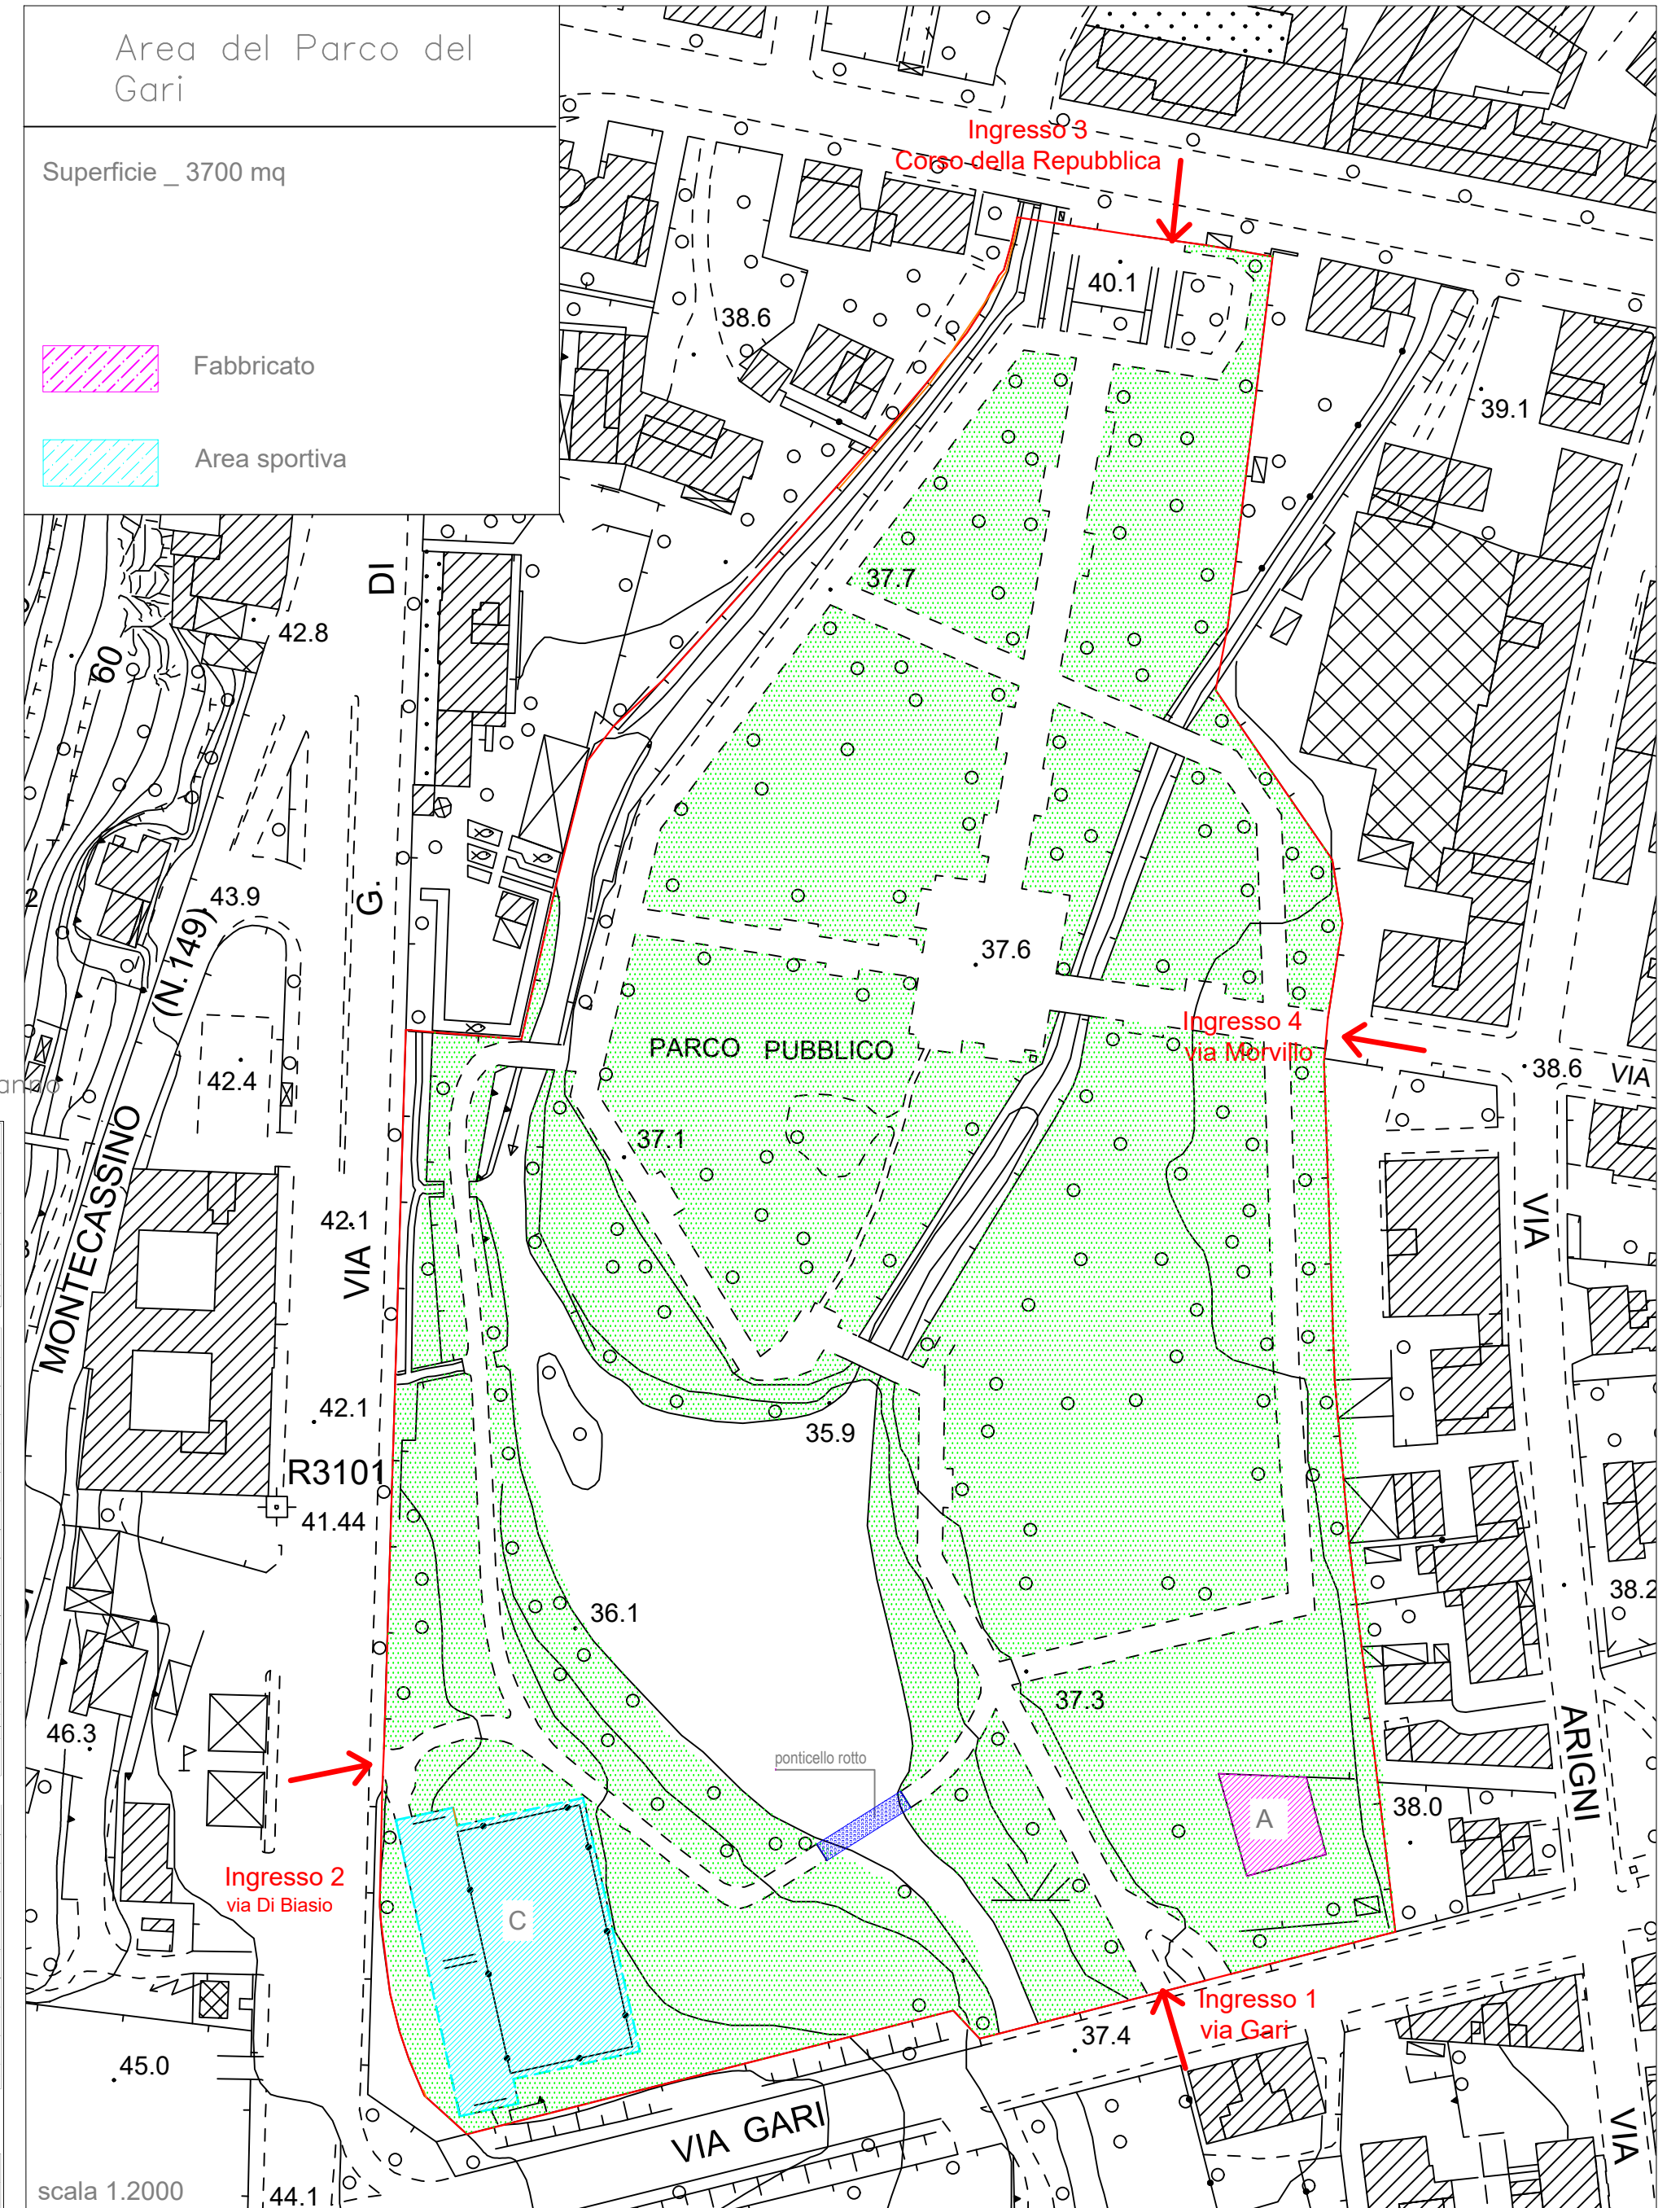 Area del Parco del
Gari
Superficie _ 3700 mq
Fabbricato
Area sportiva
Ingresso 3
Corso della Repubblica
40.1
38.6
39.1
37.7
DI
42.8
60
G.
43.9
(N.149)
2
37.6
PARCO PUBBLICO
Ingresso 4
via Morvillo
38.6
VIA
42.4
anno
MONTECASSINO
37.1
42.1
VIA
VIA
42.1
35.9
R3101
41.44
36.1
38.2
37.3
46.3
ponticello rotto
ARIGNI
38.0
A
Ingresso 2
via Di Biasio
C
Ingresso 1
via Gari
37.4
45.0
VIA GARI
VIA
scala 1.2000
44.1